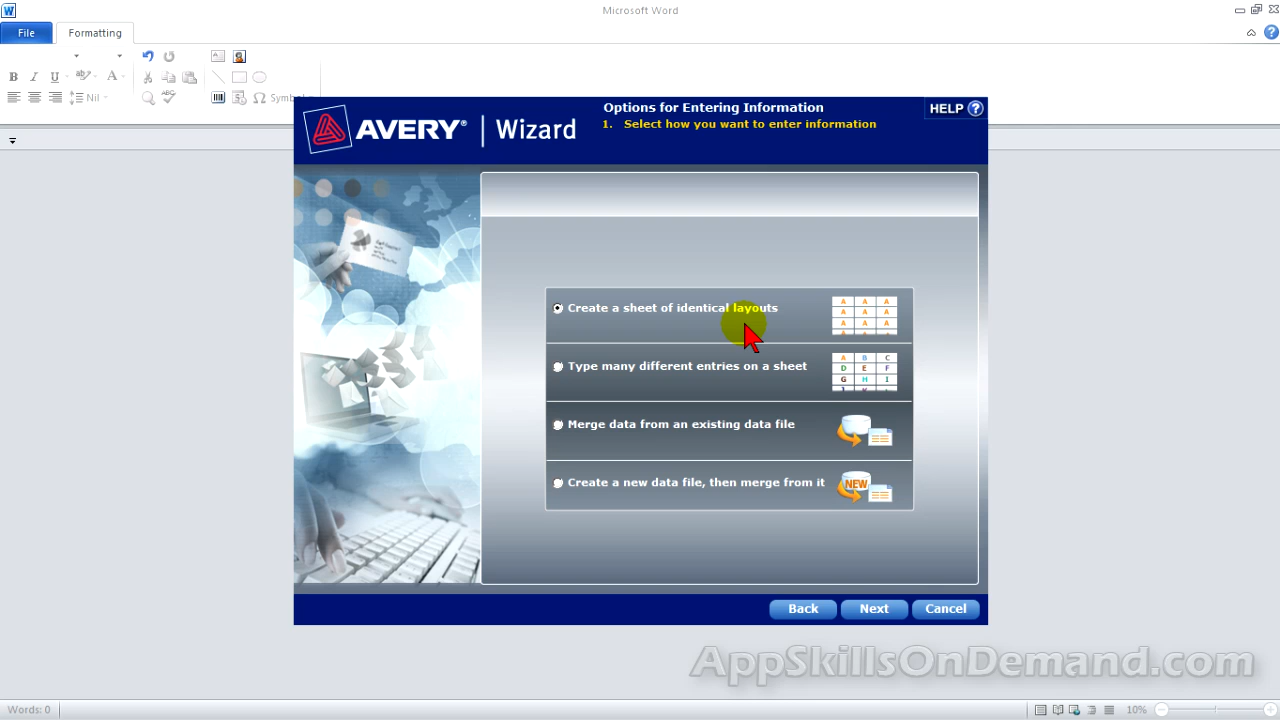 Microsoft Word
File
Formatting
B I U A
Nil
Symbol
AVERY® | Wizard
Options for Entering Information
1. Select how you want to enter information
HELP ?
Create a sheet of identical layouts
A A A
A A A
A A A
Type many different entries on a sheet
A B C
D E F
G H I
Merge data from an existing data file
Create a new data file, then merge from it
NEW
Back
Next
Cancel
AppSkillsOnDemand.com
Words: 0
10%